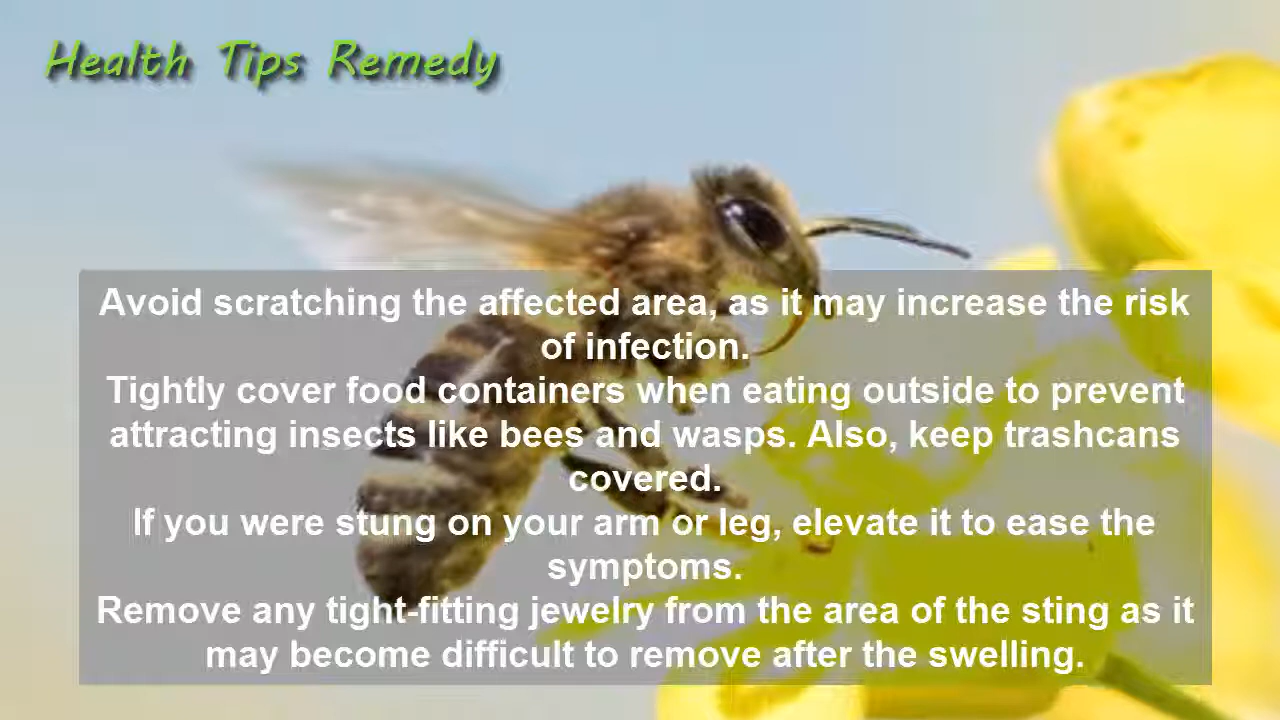 Health Tips Remedy
Avoid scratching the affected area, as it may increase the risk
of infection.
Tightly cover food containers when eating outside to prevent
attracting insects like bees and wasps. Also, keep trashcans
covered.
If you were stung on your arm or leg, elevate it to ease the
symptoms.
Remove any tight-fitting jewelry from the area of the sting as it
may become difficult to remove after the swelling.